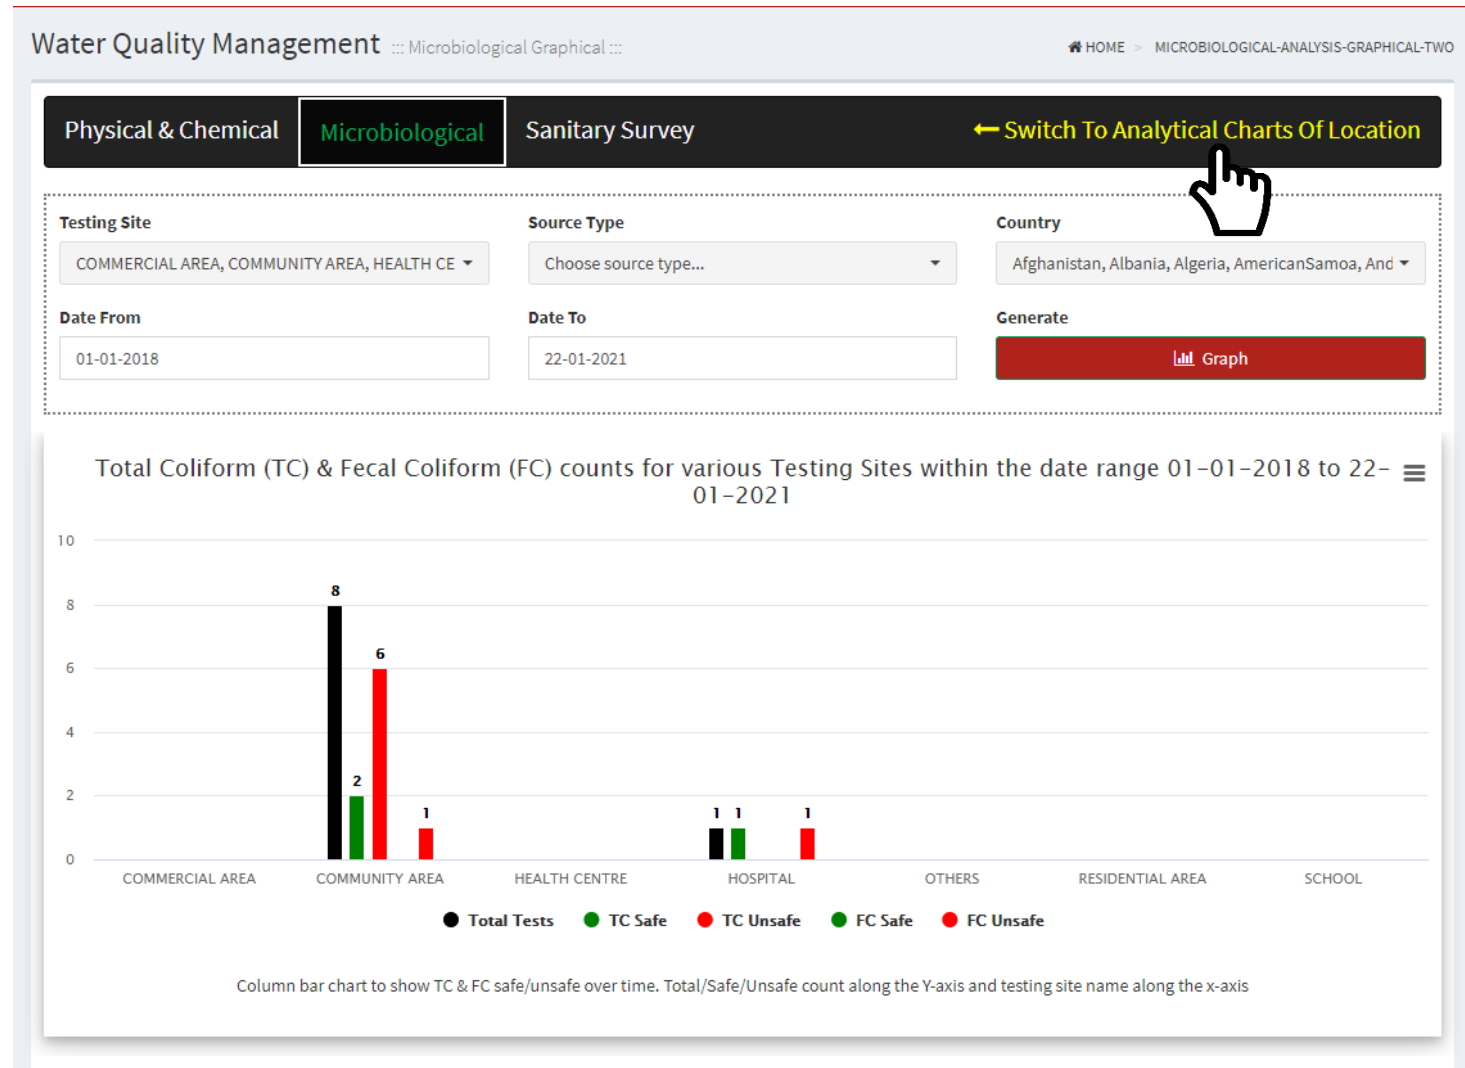 Water Quality Management ::: Microbiological Graphical :::
HOME > MICROBIOLOGICAL-ANALYSIS-GRAPHICAL-TWO
Physical & Chemical Microbiological Sanitary Survey Switch To Analytical Charts Of Location
Testing Site Source Type Country
COMMERCIAL AREA, COMMUNITY AREA, HEALTH CE Choose source type... Afghanistan, Albania, Algeria, AmericanSamoa, And
Date From Date To Generate
01-01-2018 22-01-2021 Graph
Total Coliform (TC) & Fecal Coliform (FC) counts for various Testing Sites within the date range 01-01-2018 to 22-
01-2021
10
8
8
6
6
4
2
2
1 1 1 1
0
COMMERCIAL AREA COMMUNITY AREA HEALTH CENTRE HOSPITAL OTHERS RESIDENTIAL AREA SCHOOL
Total Tests TC Safe TC Unsafe FC Safe FC Unsafe
Column bar chart to show TC & FC safe/unsafe over time. Total/Safe/Unsafe count along the Y-axis and testing site name along the x-axis